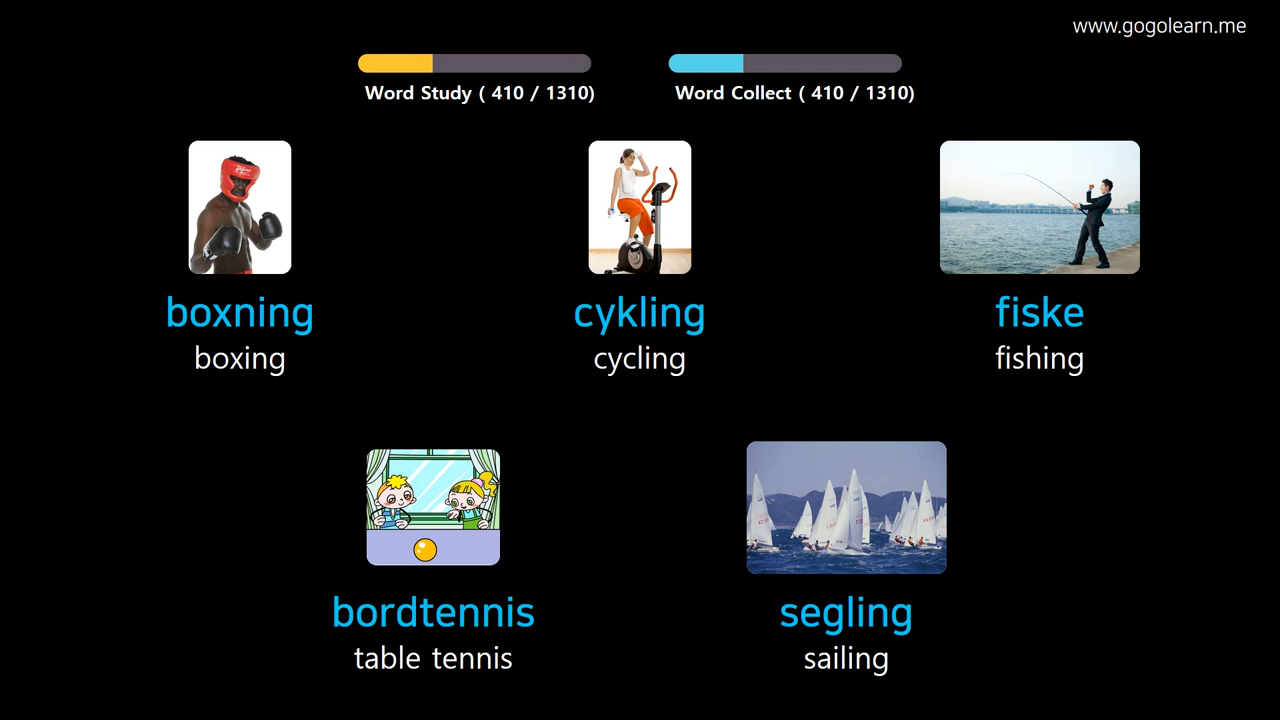 www.gogolearn.me
Word Study ( 410 / 1310)
Word Collect ( 410 / 1310)
boxning
boxing
cykling
cycling
fiske
fishing
bordtennis
table tennis
segling
sailing